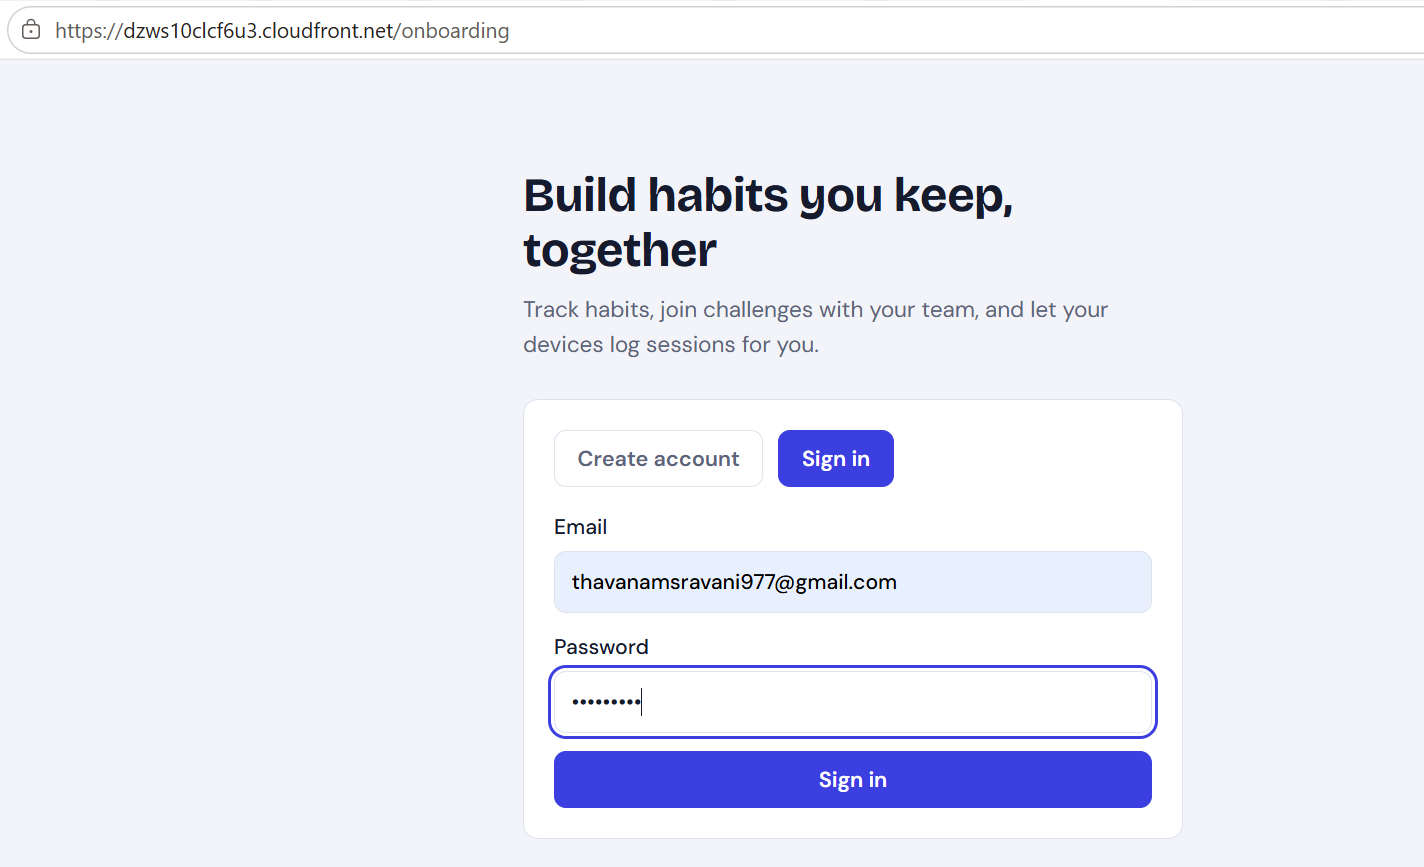 https://dzws10clcf6u3.cloudfront.net/onboarding
Build habits you keep,
together
Track habits, join challenges with your team, and let your
devices log sessions for you.
Create account
Sign in
Email
thavanamsravani977@gmail.com
Password
•••••••••
Sign in